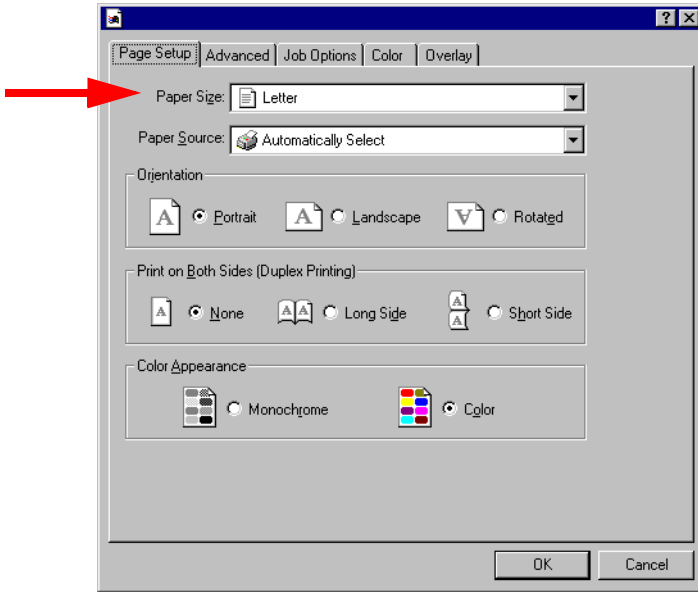 Page Setup Advanced Job Options Color Overlay
Paper Size: Letter
Paper Source: Automatically Select
Orientation
A Portrait A Landscape A Rotated
Print on Both Sides (Duplex Printing)
A None A A Long Side A A Short Side
Color Appearance
Monochrome Color
OK Cancel